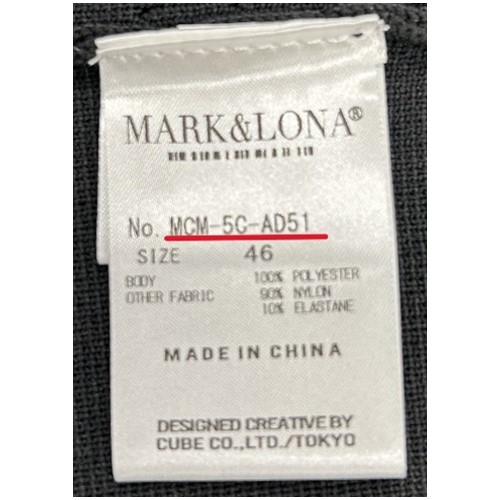 MARK&LONA®
No. MCM-5C-AD51
SIZE 46
BODY 100% POLYESTER
OTHER FABRIC 90% NYLON
10% ELASTANE
MADE IN CHINA
DESIGNED CREATIVE BY
CUBE CO.,LTD./TOKYO